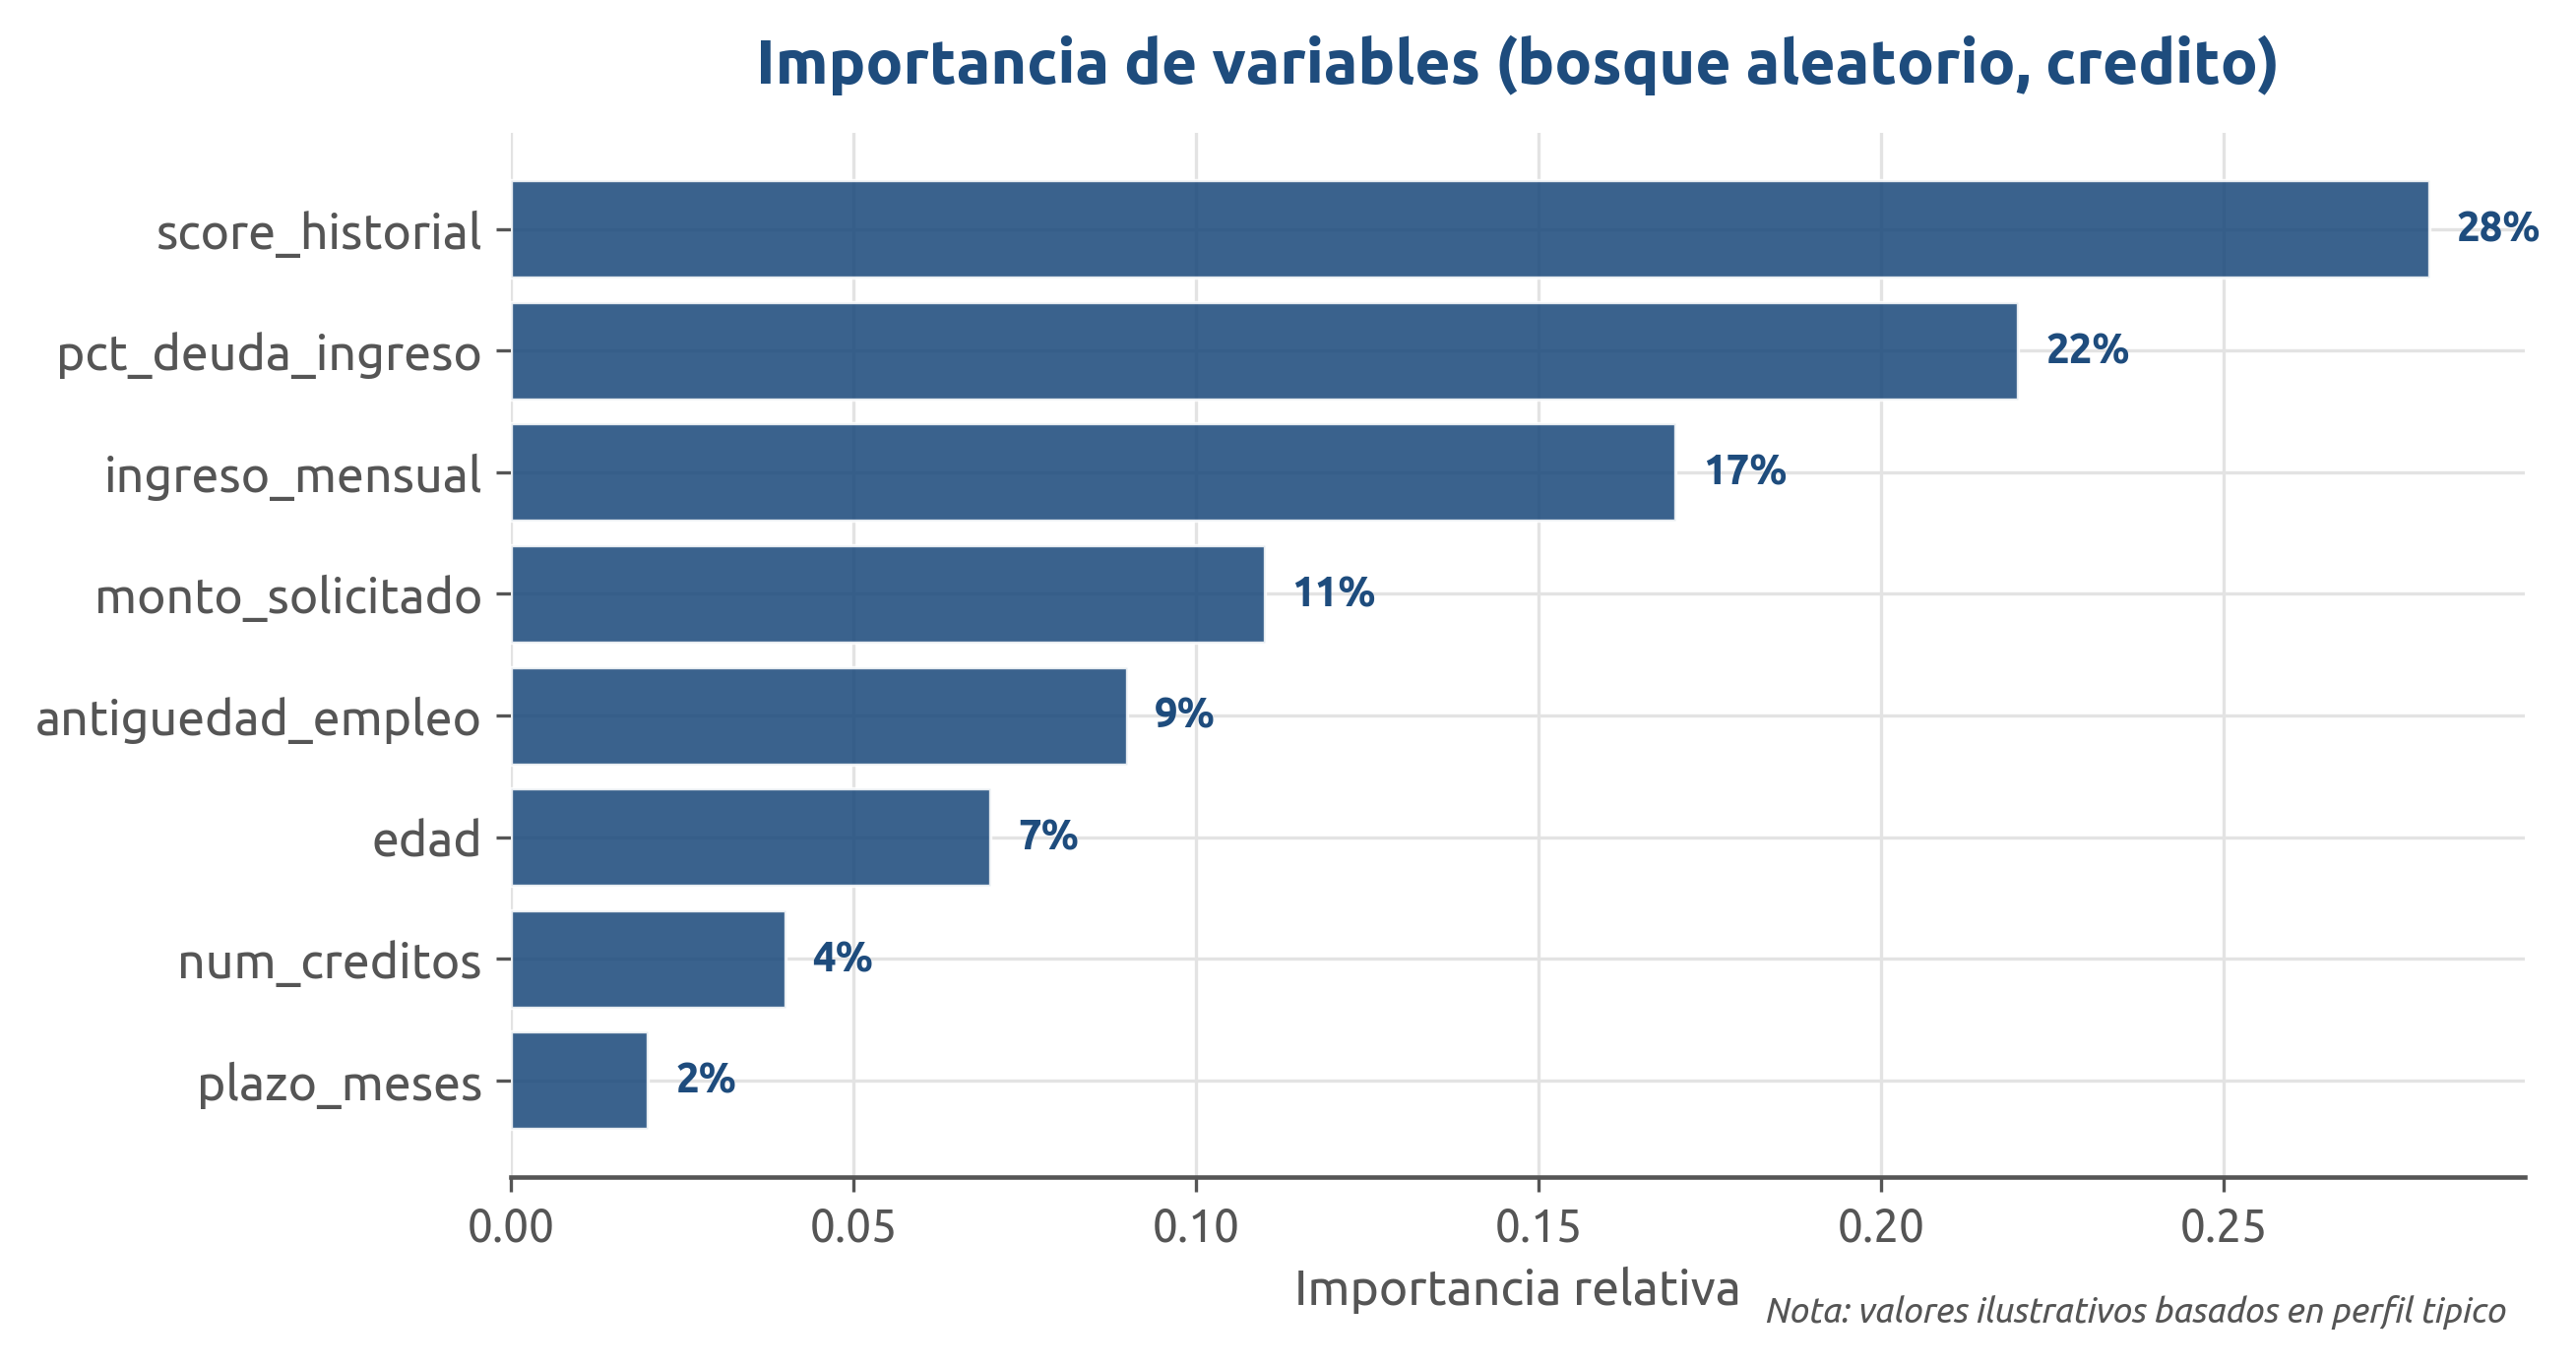 Importancia de variables (bosque aleatorio, credito)
score_historial 28%
pct_deuda_ingreso 22%
ingreso_mensual 17%
monto_solicitado 11%
antiguedad_empleo 9%
edad 7%
num_creditos 4%
plazo_meses 2%
0.00 0.05 0.10 0.15 0.20 0.25
Importancia relativa
Nota: valores ilustrativos basados en perfil tipico